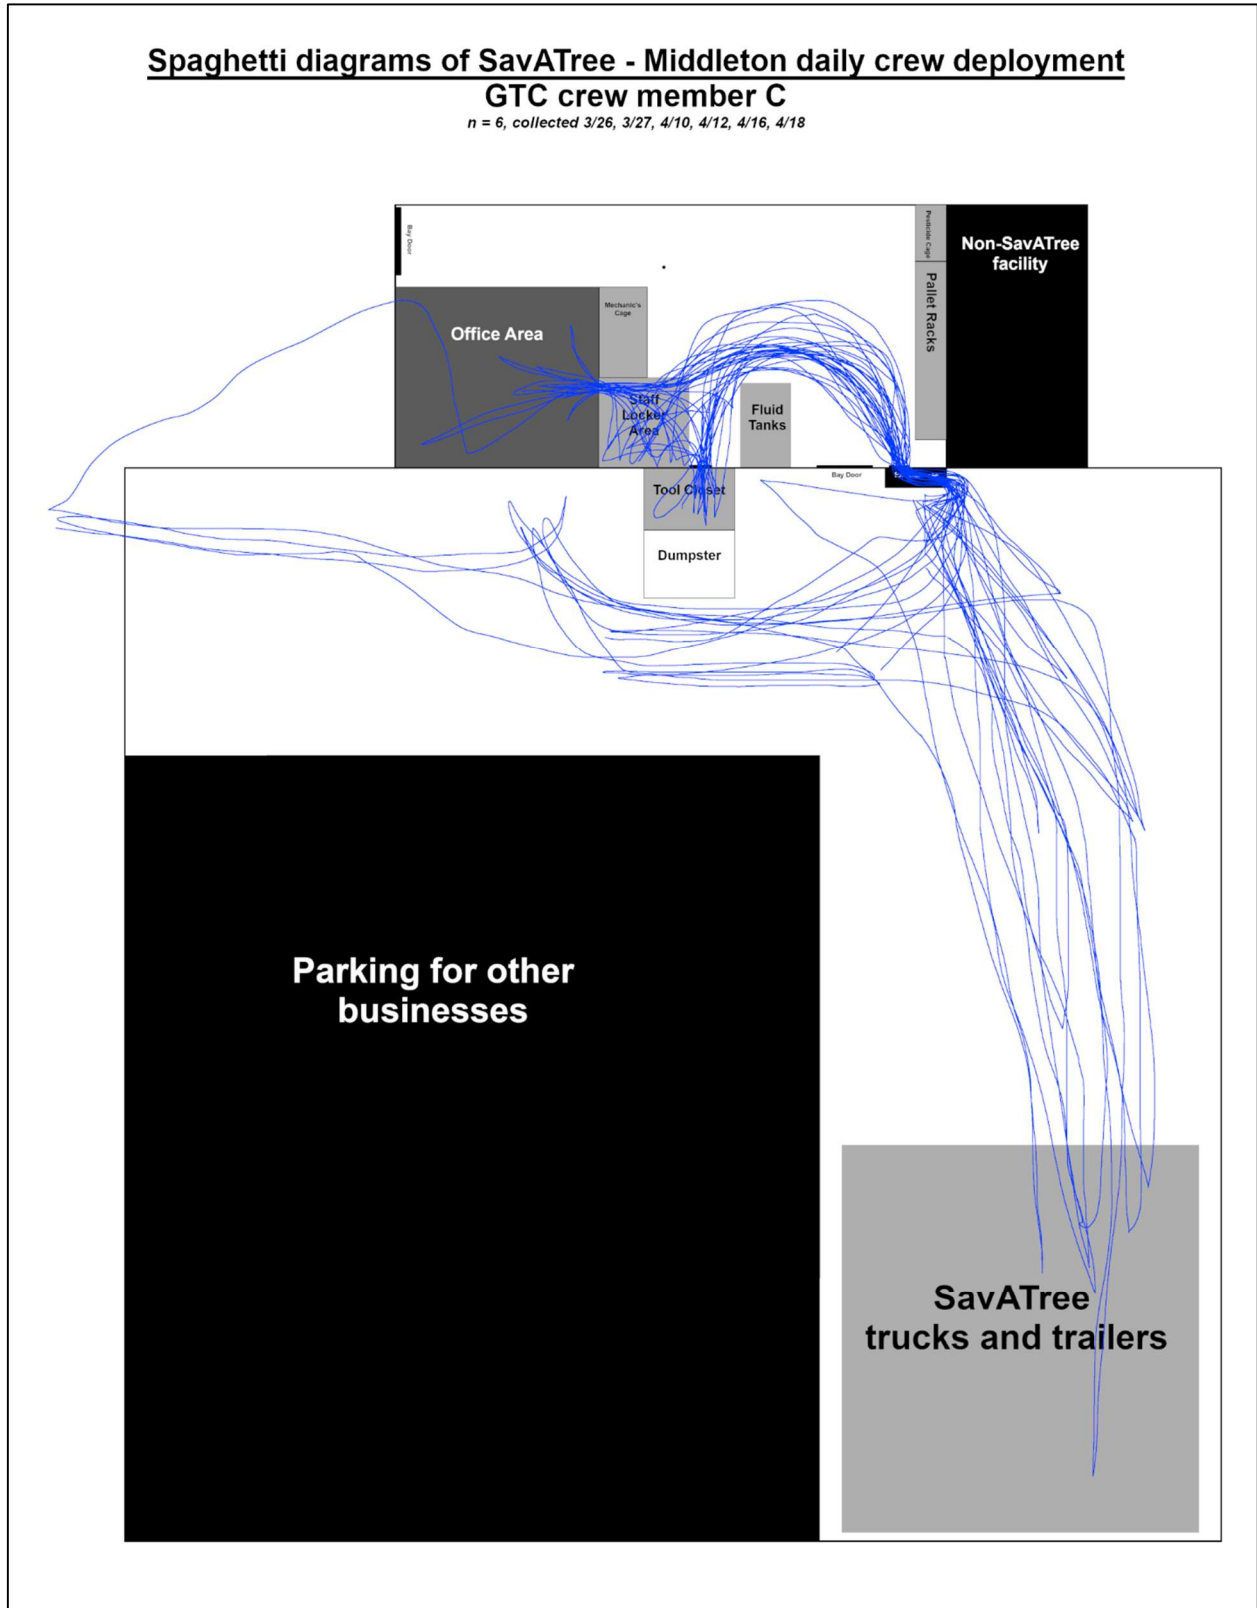 Spaghetti diagrams of SavATree - Middleton daily crew deployment
GTC crew member C
n = 6, collected 3/26, 3/27, 4/10, 4/12, 4/16, 4/18
Bay Door
Pesticide Cage
Non-SavATree
facility
Mechanic's
Cage
Office Area
Pallet Racks
Staff
Locker
Area
Fluid
Tanks
Bay Door
Tool Closet
Dumpster
Parking for other
businesses
SavATree
trucks and trailers